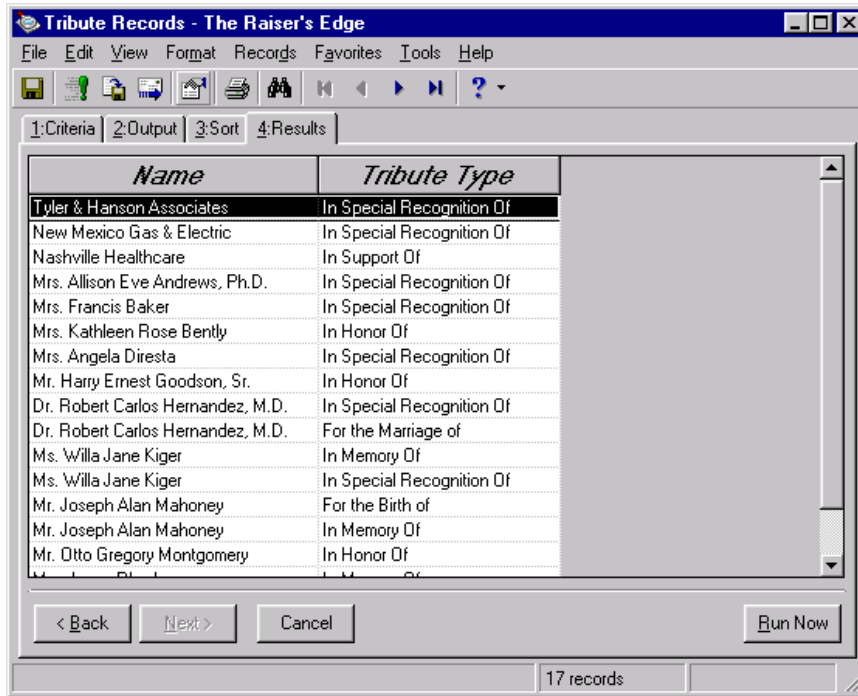 Tribute Records - The Raiser's Edge
File Edit View Format Records Favorites Tools Help
1:Criteria 2:Output 3:Sort 4:Results
Name Tribute Type
Tyler & Hanson Associates In Special Recognition Of
New Mexico Gas & Electric In Special Recognition Of
Nashville Healthcare In Support Of
Mrs. Allison Eve Andrews, Ph.D. In Special Recognition Of
Mrs. Francis Baker In Special Recognition Of
Mrs. Kathleen Rose Bently In Honor Of
Mrs. Angela Diresta In Special Recognition Of
Mr. Harry Ernest Goodson, Sr. In Honor Of
Dr. Robert Carlos Hernandez, M.D. In Special Recognition Of
Dr. Robert Carlos Hernandez, M.D. For the Marriage of
Ms. Willa Jane Kiger In Memory Of
Ms. Willa Jane Kiger In Special Recognition Of
Mr. Joseph Alan Mahoney For the Birth of
Mr. Joseph Alan Mahoney In Memory Of
Mr. Otto Gregory Montgomery In Honor Of
< Back Next > Cancel Run Now
17 records